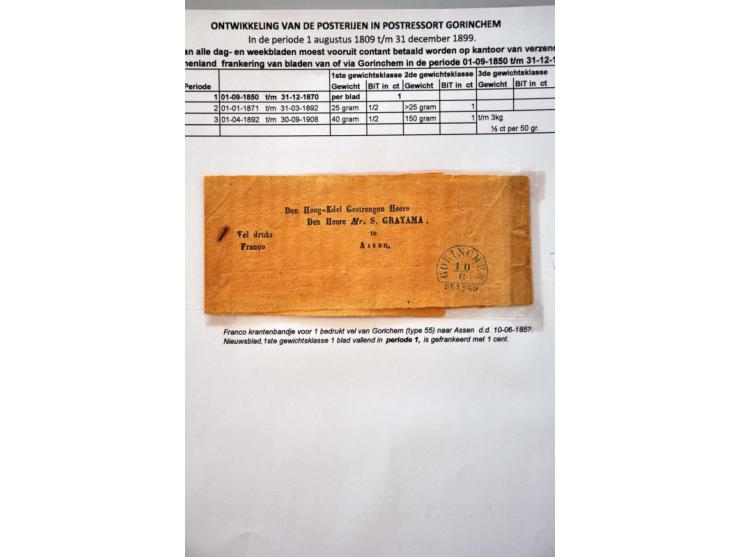 ONTWIKKELING VAN DE POSTERIJEN IN POSTRESSORT GORINCHEM
In de periode 1 augustus 1809 t/m 31 december 1899.
an alle dag- en weekbladen moest vooruit contant betaald worden op kantoor van verzen
nenland frankering van bladen van of via Gorinchem in de periode 01-09-1850 t/m 31-12-1
1ste gewichtsklasse 2de gewichtsklasse 3de gewichtsklasse
Periode Gewicht BiT in ct Gewicht BiT in ct Gewicht BiT in ct
1 01-09-1850 t/m 31-12-1870 per blad 1
2 01-01-1871 t/m 31-03-1892 25 gram 1/2 >25 gram 1
3 01-04-1892 t/m 30-09-1908 40 gram 1/2 150 gram 1 t/m 3kg
½ ct per 50 gr.
Den Hoog-Edel Gestrengen Heere
Den Heere Mr. S. GRATAMA,
Vel druks te
Franco Assen,
GORINCHEM
10
6
FRANCO
Franco krantenbandje voor 1 bedrukt vel van Gorichem (type 55) naar Assen d.d. 10-06-185?.
Nieuwsblad, 1ste gewichtsklasse 1 blad vallend in periode 1, is gefrankeerd met 1 cent.